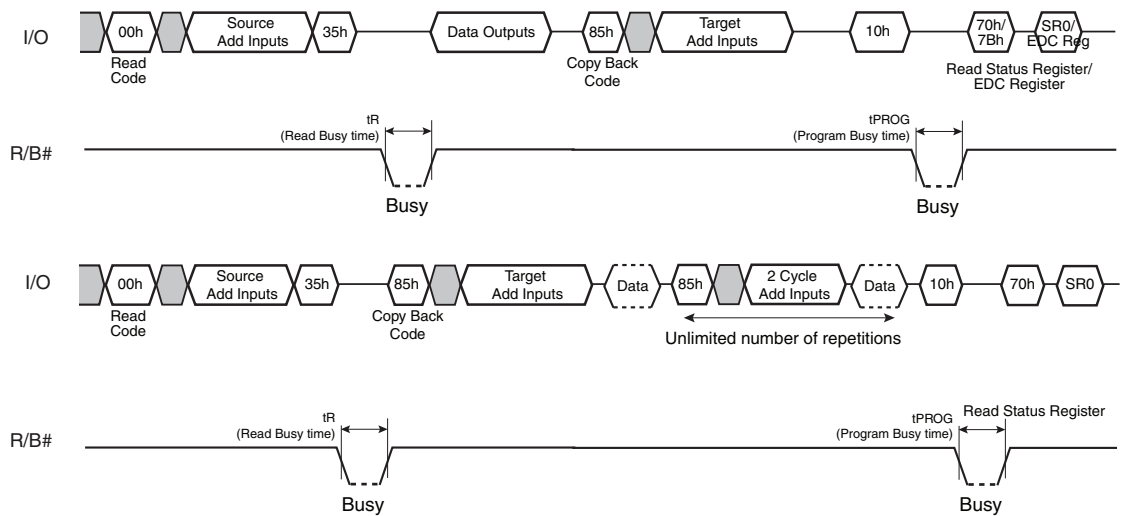 I/O
00h
Source
Add Inputs
35h
Data Outputs
85h
Target
Add Inputs
10h
70h/
7Bh
SR0/
EDC Reg
Read
Code
Copy Back
Code
Read Status Register/
EDC Register
R/B#
tR
(Read Busy time)
tPROG
(Program Busy time)
Busy
Busy
I/O
00h
Source
Add Inputs
35h
85h
Target
Add Inputs
Data
85h
2 Cycle
Add Inputs
Data
10h
70h
SR0
Read
Code
Copy Back
Code
Unlimited number of repetitions
R/B#
tR
(Read Busy time)
tPROG
(Program Busy time)
Read Status Register
Busy
Busy